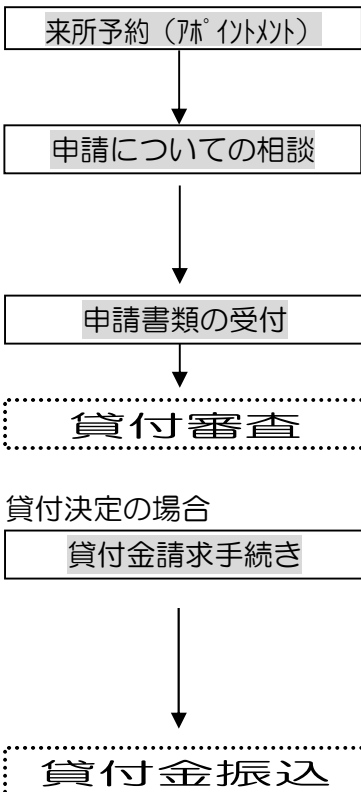 来所予約（ｱﾎﾟｲﾝﾄﾒﾝﾄ）
申請についての相談
申請書類の受付
貸付審査
貸付決定の場合
貸付金請求手続き
貸付金振込